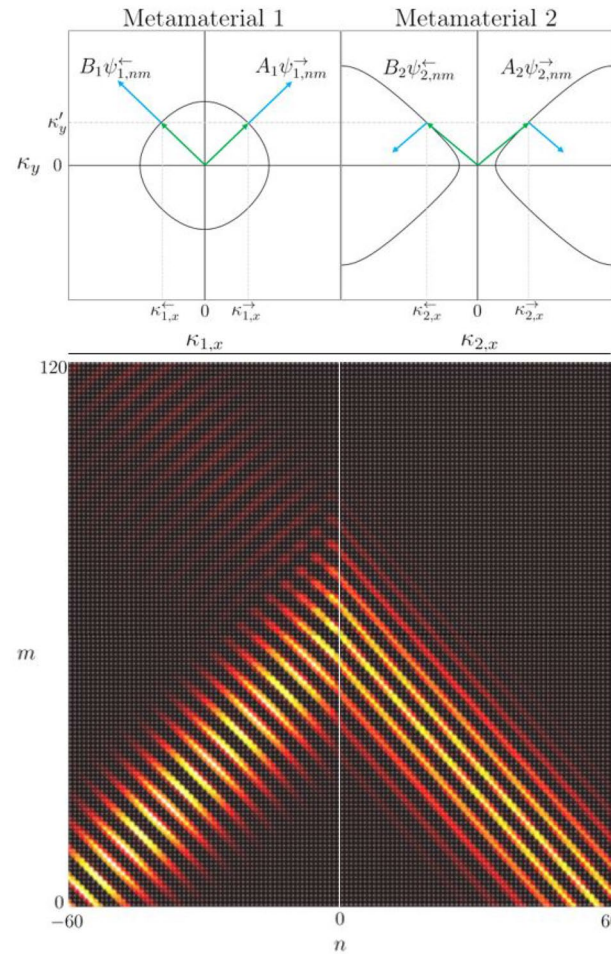 Metamaterial 1 Metamaterial 2
B₁ψ←₁,ₙₘ A₁ψ→₁,ₙₘ B₂ψ←₂,ₙₘ A₂ψ→₂,ₙₘ
κ′y
κy 0
κ←₁,ₓ 0 κ→₁,ₓ κ←₂,ₓ 0 κ→₂,ₓ
κ₁,ₓ κ₂,ₓ
120
m
0
−60 0 60
n